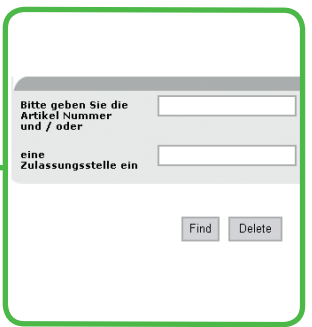 Bitte geben Sie die
Artikel Nummer
und / oder
eine
Zulassungsstelle ein
Find Delete